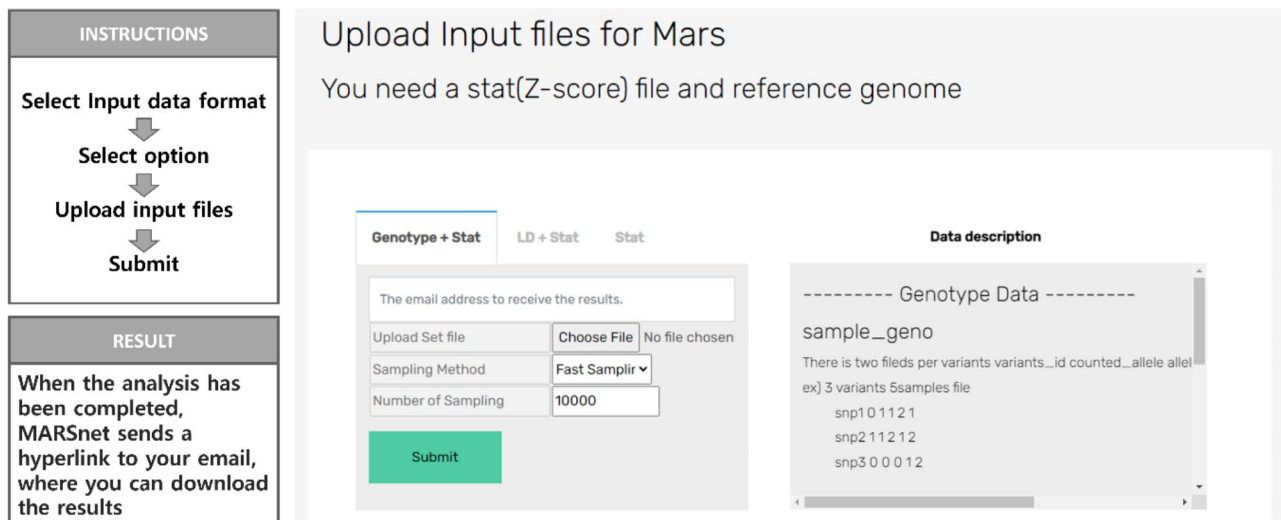 INSTRUCTIONS
Select Input data format
Select option
Upload input files
Submit
RESULT
When the analysis has
been completed,
MARSnet sends a
hyperlink to your email,
where you can download
the results
Upload Input files for Mars
You need a stat(Z-score) file and reference genome
Genotype + Stat LD + Stat Stat
The email address to receive the results.
Upload Set file Choose File No file chosen
Sampling Method Fast Samplin
Number of Sampling 10000
Submit
Data description
--------- Genotype Data ---------
sample_geno
There is two fileds per variants variants_id counted_allele allel
ex) 3 variants 5samples file
snp1 0 1 1 2 1
snp2 1 1 2 1 2
snp3 0 0 0 1 2